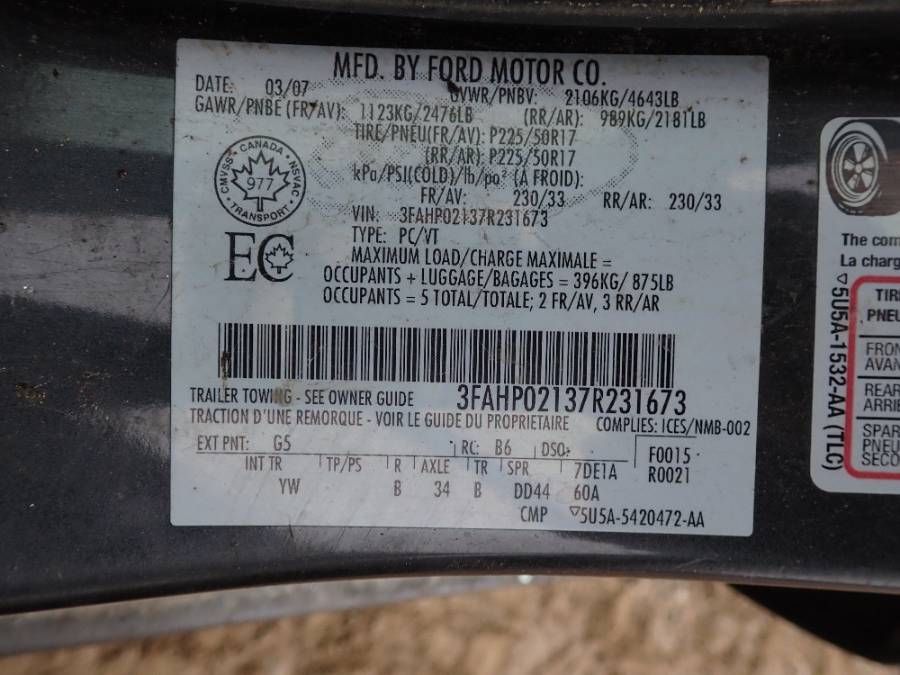 MFD. BY FORD MOTOR CO.
DATE: 03/07 GVWR/PNBV: 2106KG/4643LB
GAWR/PNBE (FR/AV): 1123KG/2476LB (RR/AR): 989KG/2181LB
TIRE/PNEU(FR/AV): P225/50R17
(RR/AR): P225/50R17
kPa/PSI(COLD)/lb/po² (A FROID):
FR/AV: 230/33 RR/AR: 230/33
VIN: 3FAHP02137R231673
TYPE: PC/VT
CMVSS • CANADA • NSVAC • TRANSPORT •
977
EC
MAXIMUM LOAD/CHARGE MAXIMALE =
OCCUPANTS + LUGGAGE/BAGAGES = 396KG/ 875LB
OCCUPANTS = 5 TOTAL/TOTALE; 2 FR/AV, 3 RR/AR
TRAILER TOWING - SEE OWNER GUIDE 3FAHP02137R231673
TRACTION D'UNE REMORQUE - VOIR LE GUIDE DU PROPRIETAIRE COMPLIES: ICES/NMB-002
EXT PNT: G5 RC: B6 DSO: F0015
INT TR TP/PS R AXLE TR SPR 7DE1A R0021
YW B 34 B DD44 60A
CMP ▽5U5A-5420472-AA
The com
La charg
▽5U5A-1532-AA (TLC)
TIR
PNEU
FRON
AVAN
REAR
ARRIE
SPAR
PNEU
SECO